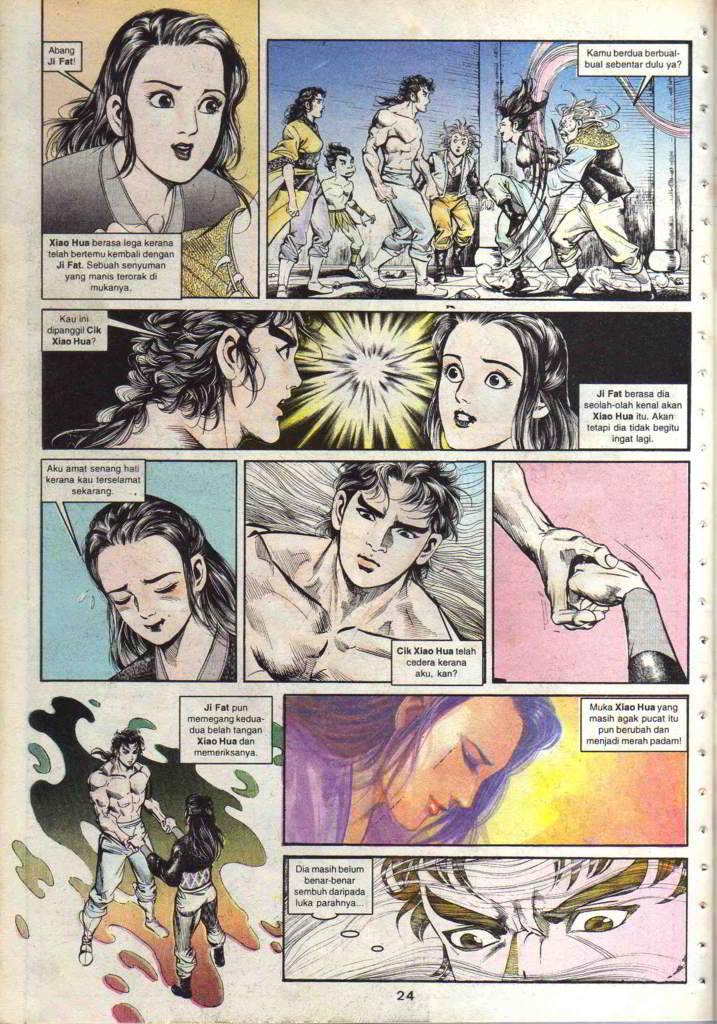 Abang
Ji Fat!
Xiao Hua berasa lega kerana
telah bertemu kembali dengan
Ji Fat. Sebuah senyuman
yang manis terorak di
mukanya.
Kamu berdua berbual-
bual sebentar dulu ya?
Kau ini
dipanggil Cik
Xiao Hua?
Ji Fat berasa dia
seolah-olah kenal akan
Xiao Hua itu. Akan
tetapi dia tidak begitu
ingat lagi.
Aku amat senang hati
kerana kau terselamat
sekarang.
Cik Xiao Hua telah
cedera kerana
aku, kan?
Ji Fat pun
memegang kedua-
dua belah tangan
Xiao Hua dan
memeriksanya.
Muka Xiao Hua yang
masih agak pucat itu
pun berubah dan
menjadi merah padam!
Dia masih belum
benar-benar
sembuh daripada
luka parahnya...
24